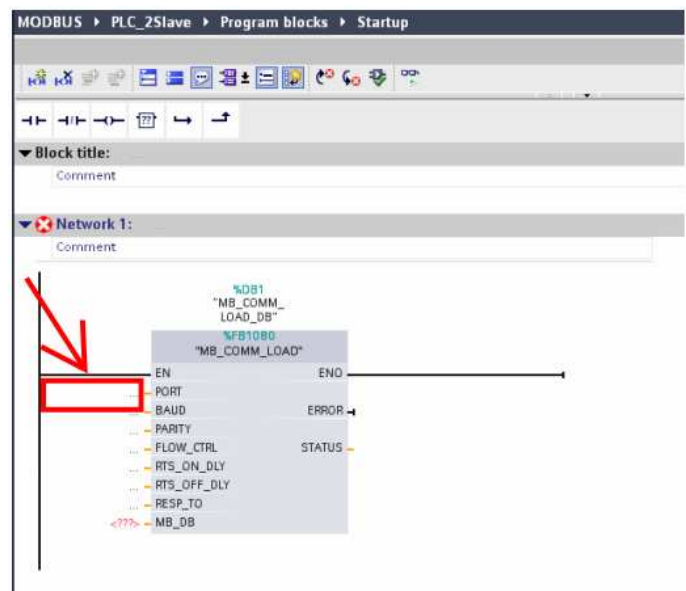 MODBUS ▸ PLC_2Slave ▸ Program blocks ▸ Startup
Block title:
Comment
Network 1:
Comment
%DB1
"MB_COMM_
LOAD_DB"
%FB1080
"MB_COMM_LOAD"
EN ENO
... PORT
... BAUD ERROR
... PARITY
... FLOW_CTRL STATUS
... RTS_ON_DLY
... RTS_OFF_DLY
... RESP_TO
<???> MB_DB